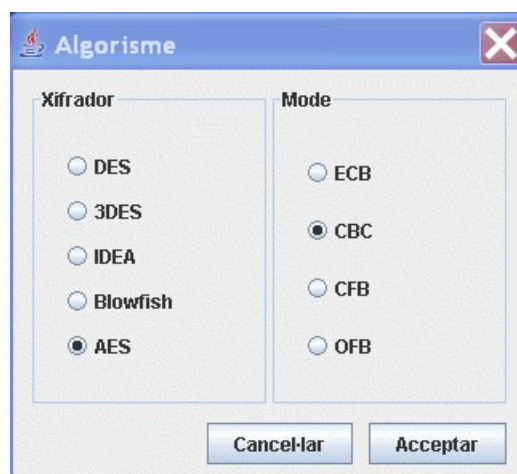 Algorisme
Xifrador
DES
3DES
IDEA
Blowfish
AES
Mode
ECB
CBC
CFB
OFB
Cancel·lar
Acceptar